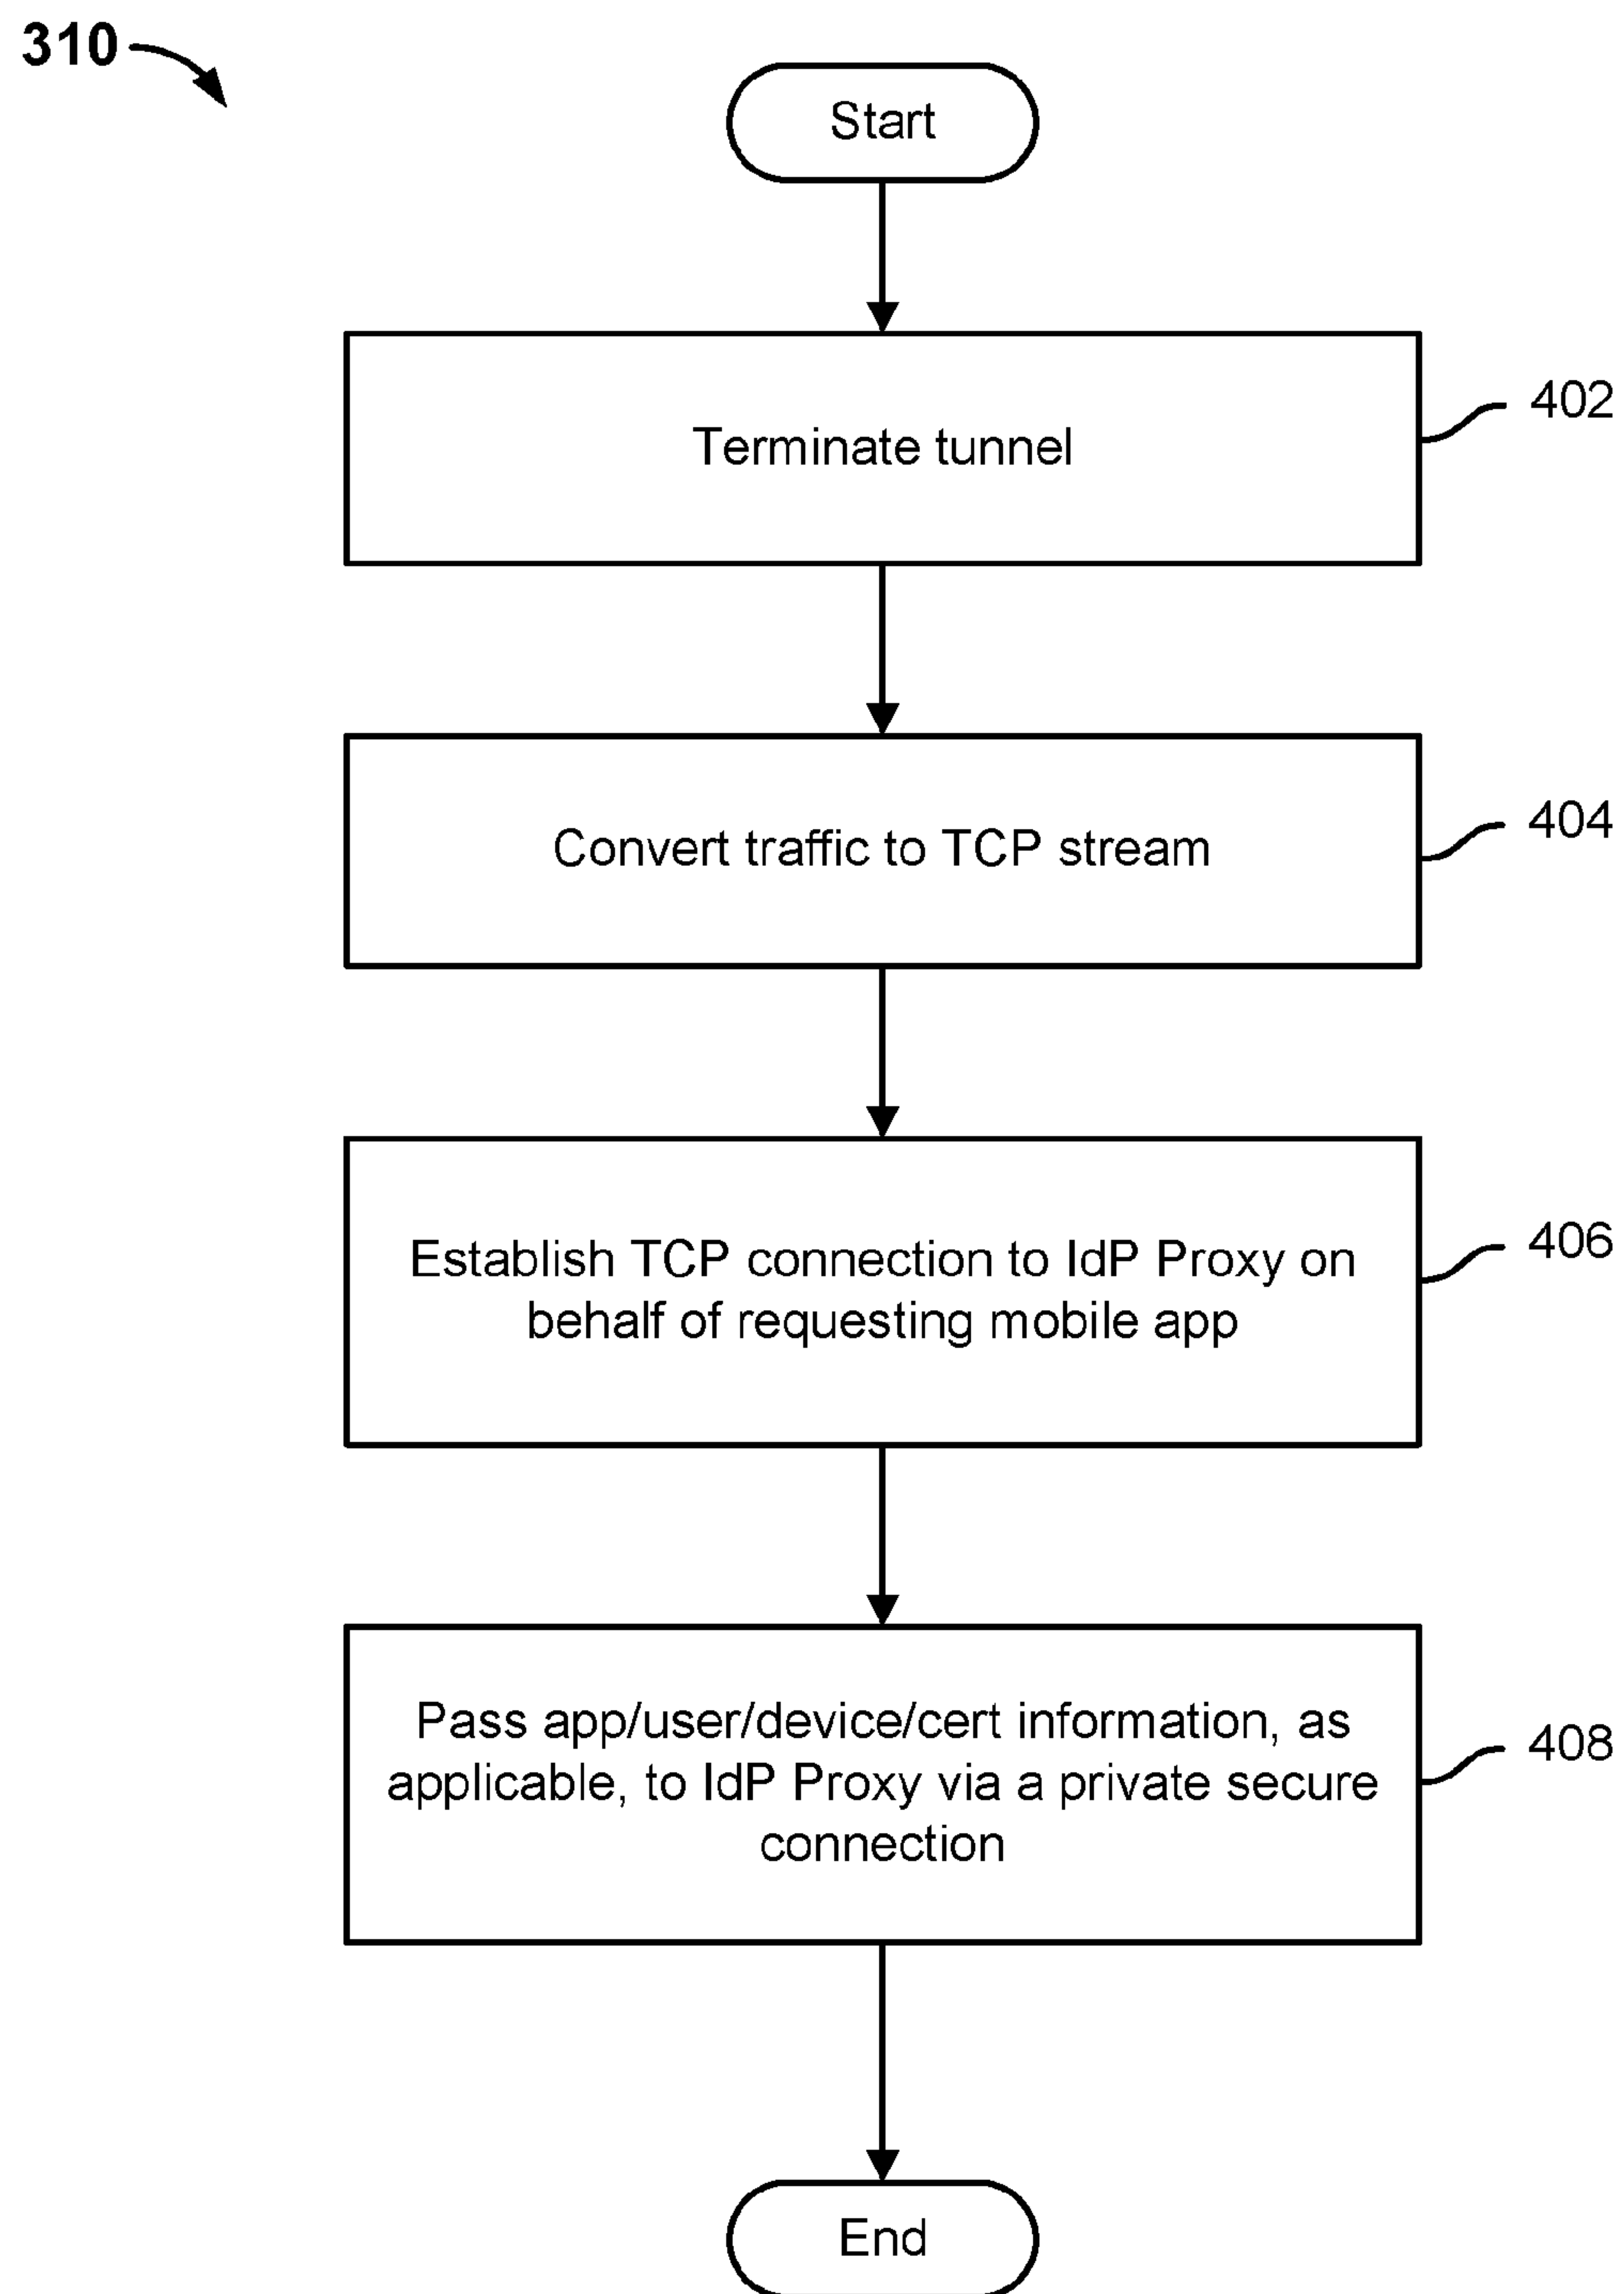 310
Start
Terminate tunnel
402
Convert traffic to TCP stream
404
Establish TCP connection to IdP Proxy on
behalf of requesting mobile app
406
Pass app/user/device/cert information, as
applicable, to IdP Proxy via a private secure
connection
408
End